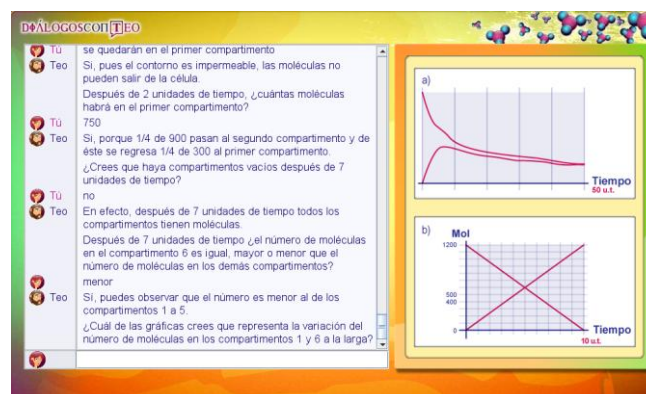 DIÁLOGOSCON TEO
Tú se quedarán en el primer compartimento
Teo Si, pues el contorno es impermeable, las moléculas no
pueden salir de la célula.
Después de 2 unidades de tiempo, ¿cuántas moléculas
habrá en el primer compartimento?
Tú 750
Teo Si, porque 1/4 de 900 pasan al segundo compartimento y de
éste se regresa 1/4 de 300 al primer compartimento.
¿Crees que haya compartimentos vacíos después de 7
unidades de tiempo?
Tú no
Teo En efecto, después de 7 unidades de tiempo todos los
compartimentos tienen moléculas.
Después de 7 unidades de tiempo ¿el número de moléculas
en el compartimento 6 es igual, mayor o menor que el
número de moléculas en los demás compartimentos?
menor
Teo Sí, puedes observar que el número es menor al de los
compartimentos 1 a 5.
¿Cuál de las gráficas crees que representa la variación del
número de moléculas en los compartimentos 1 y 6 a la larga?
a)
Tiempo
50 u.t.
b)
Mol
1200
500
400
0
Tiempo
10 u.t.